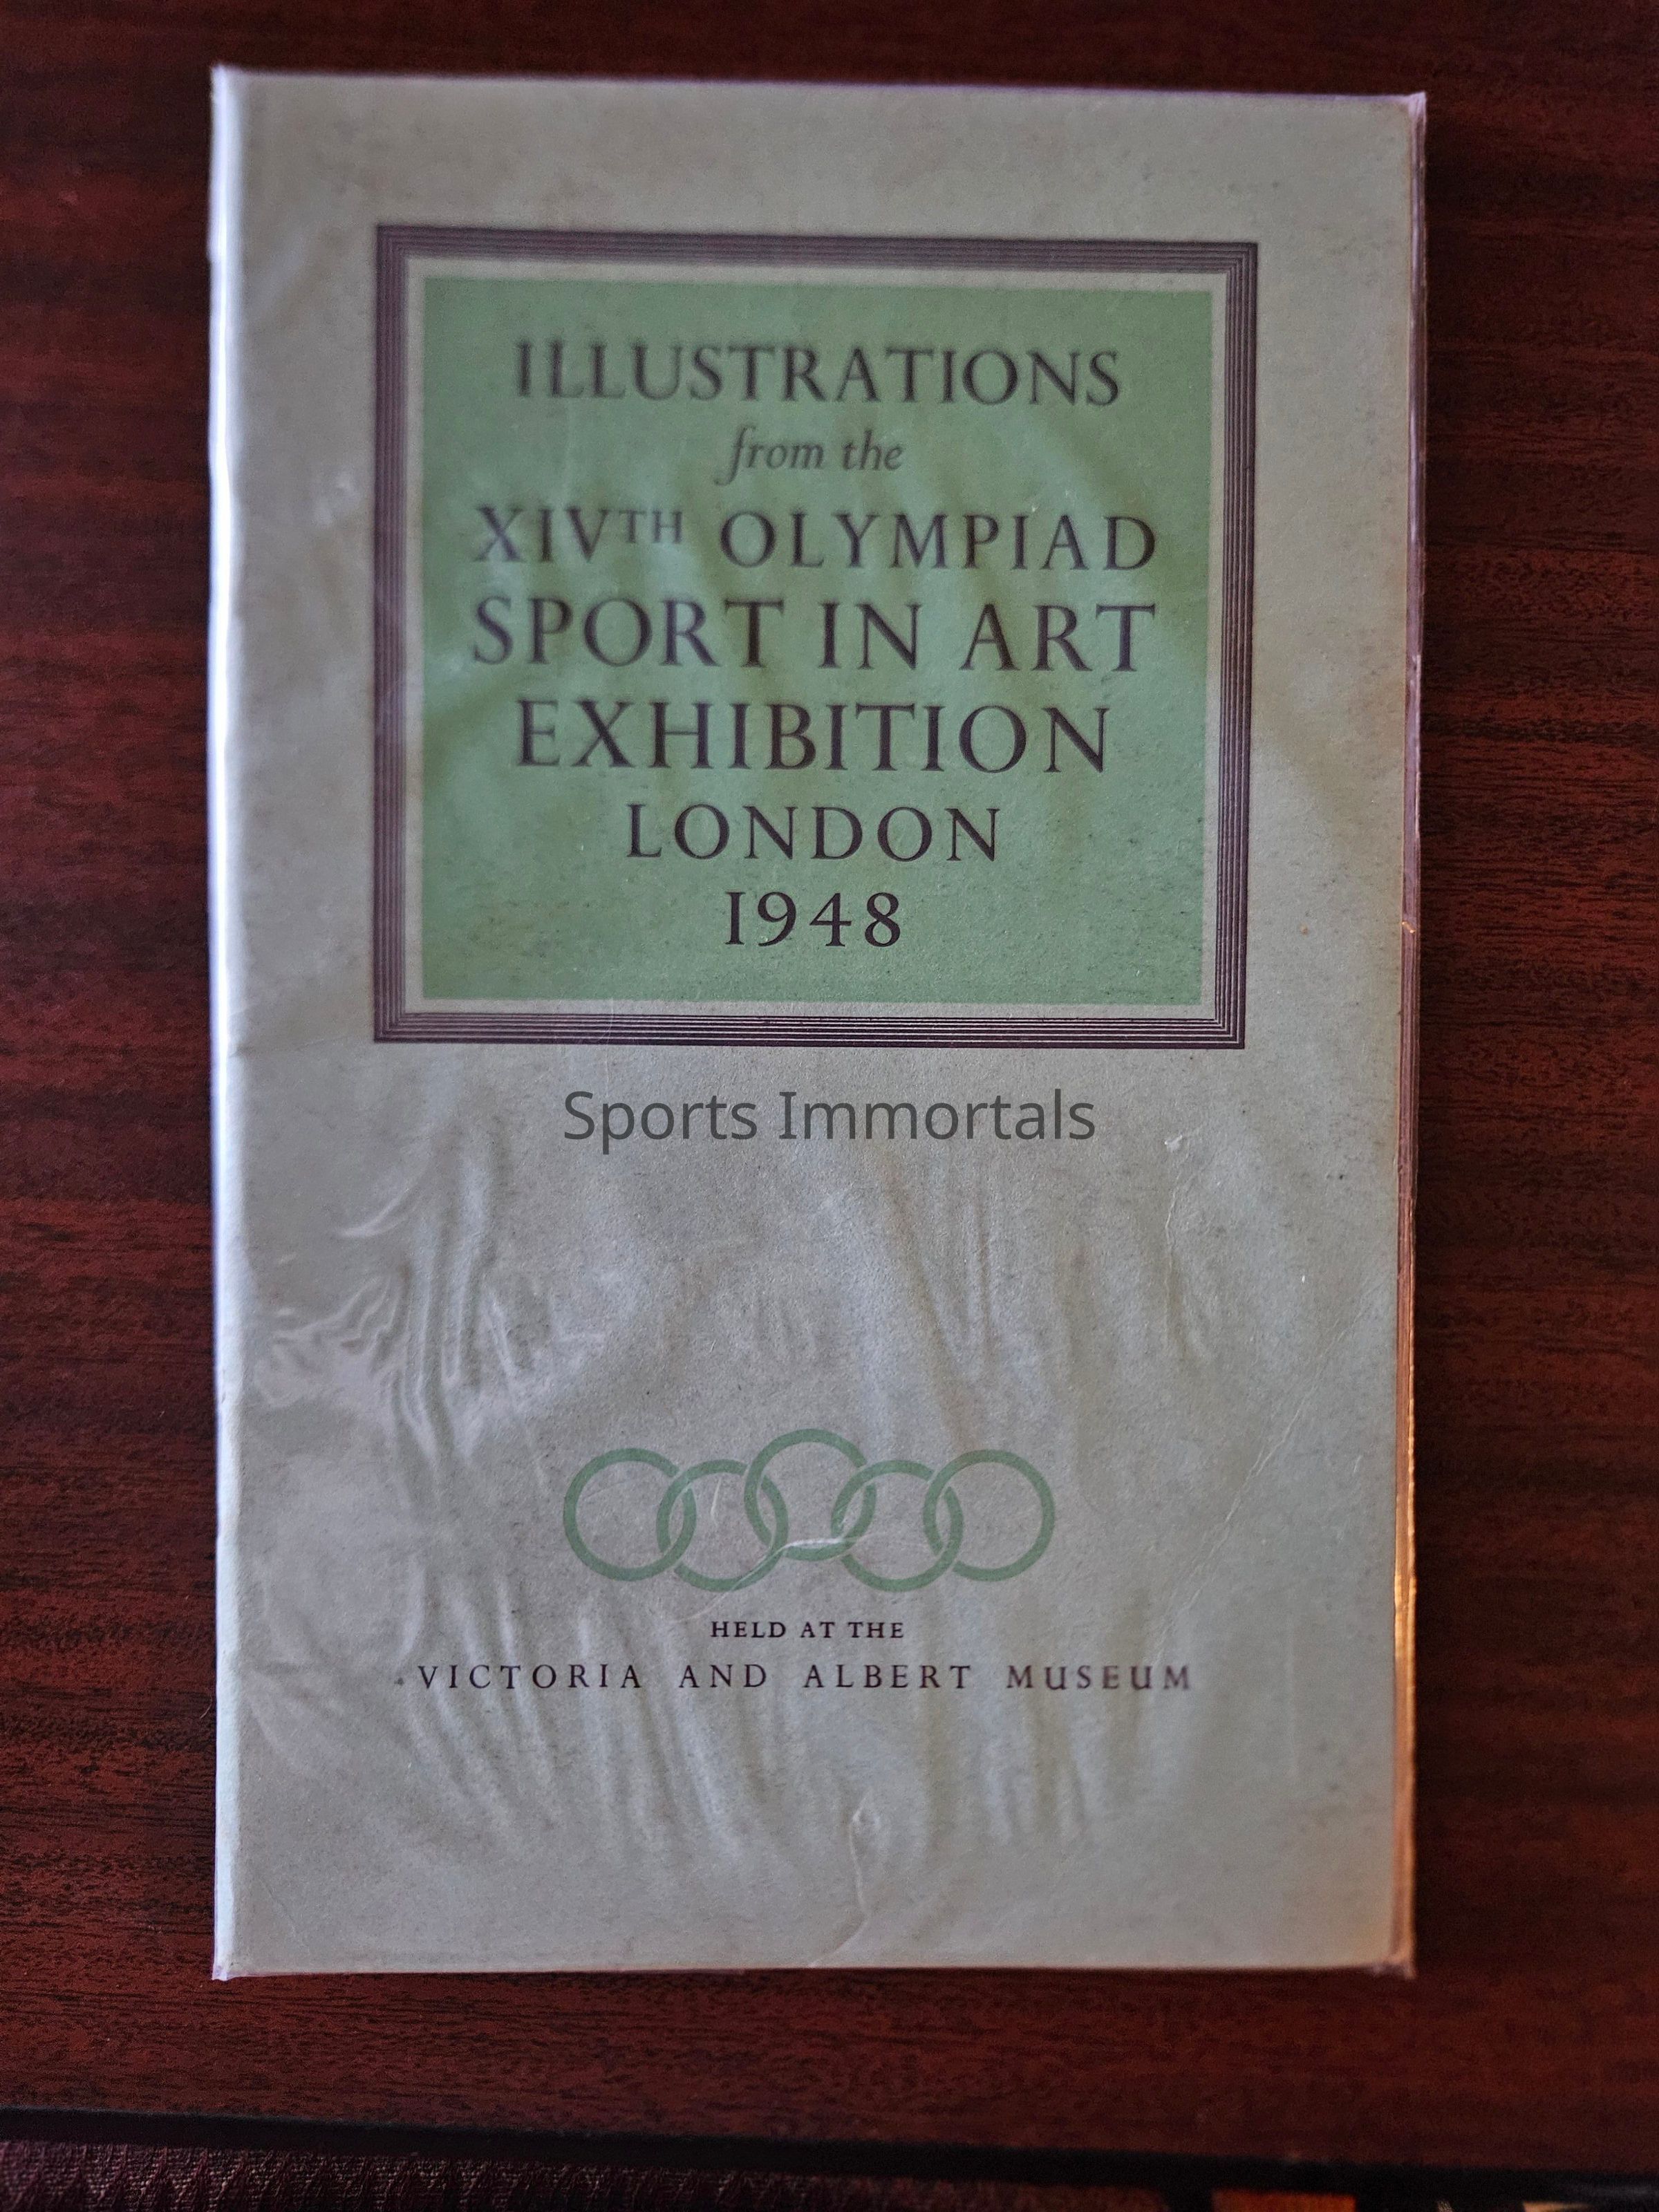 ILLUSTRATIONS
from the
XIVTH OLYMPIAD
SPORT IN ART
EXHIBITION
LONDON
1948
Sports Immortals
HELD AT THE
VICTORIA AND ALBERT MUSEUM